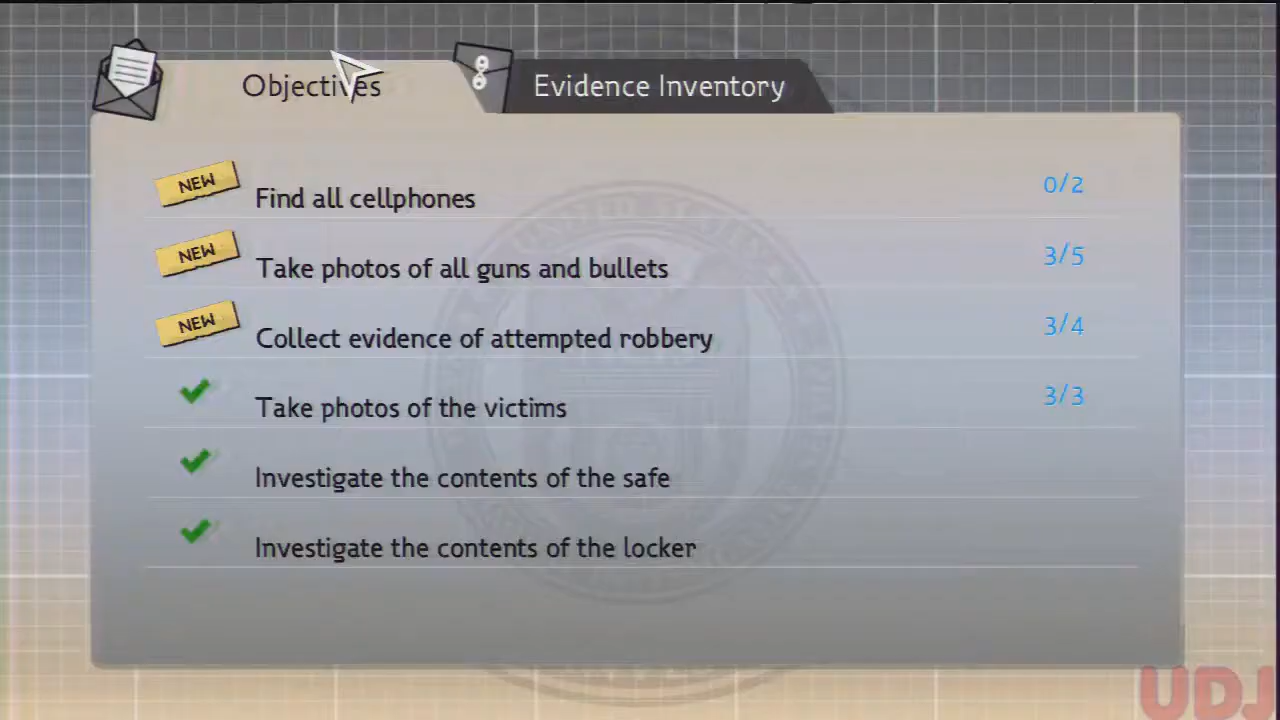 Objectives
Evidence Inventory
NEW Find all cellphones 0/2
NEW Take photos of all guns and bullets 3/5
NEW Collect evidence of attempted robbery 3/4
Take photos of the victims 3/3
Investigate the contents of the safe
Investigate the contents of the locker
UDJ